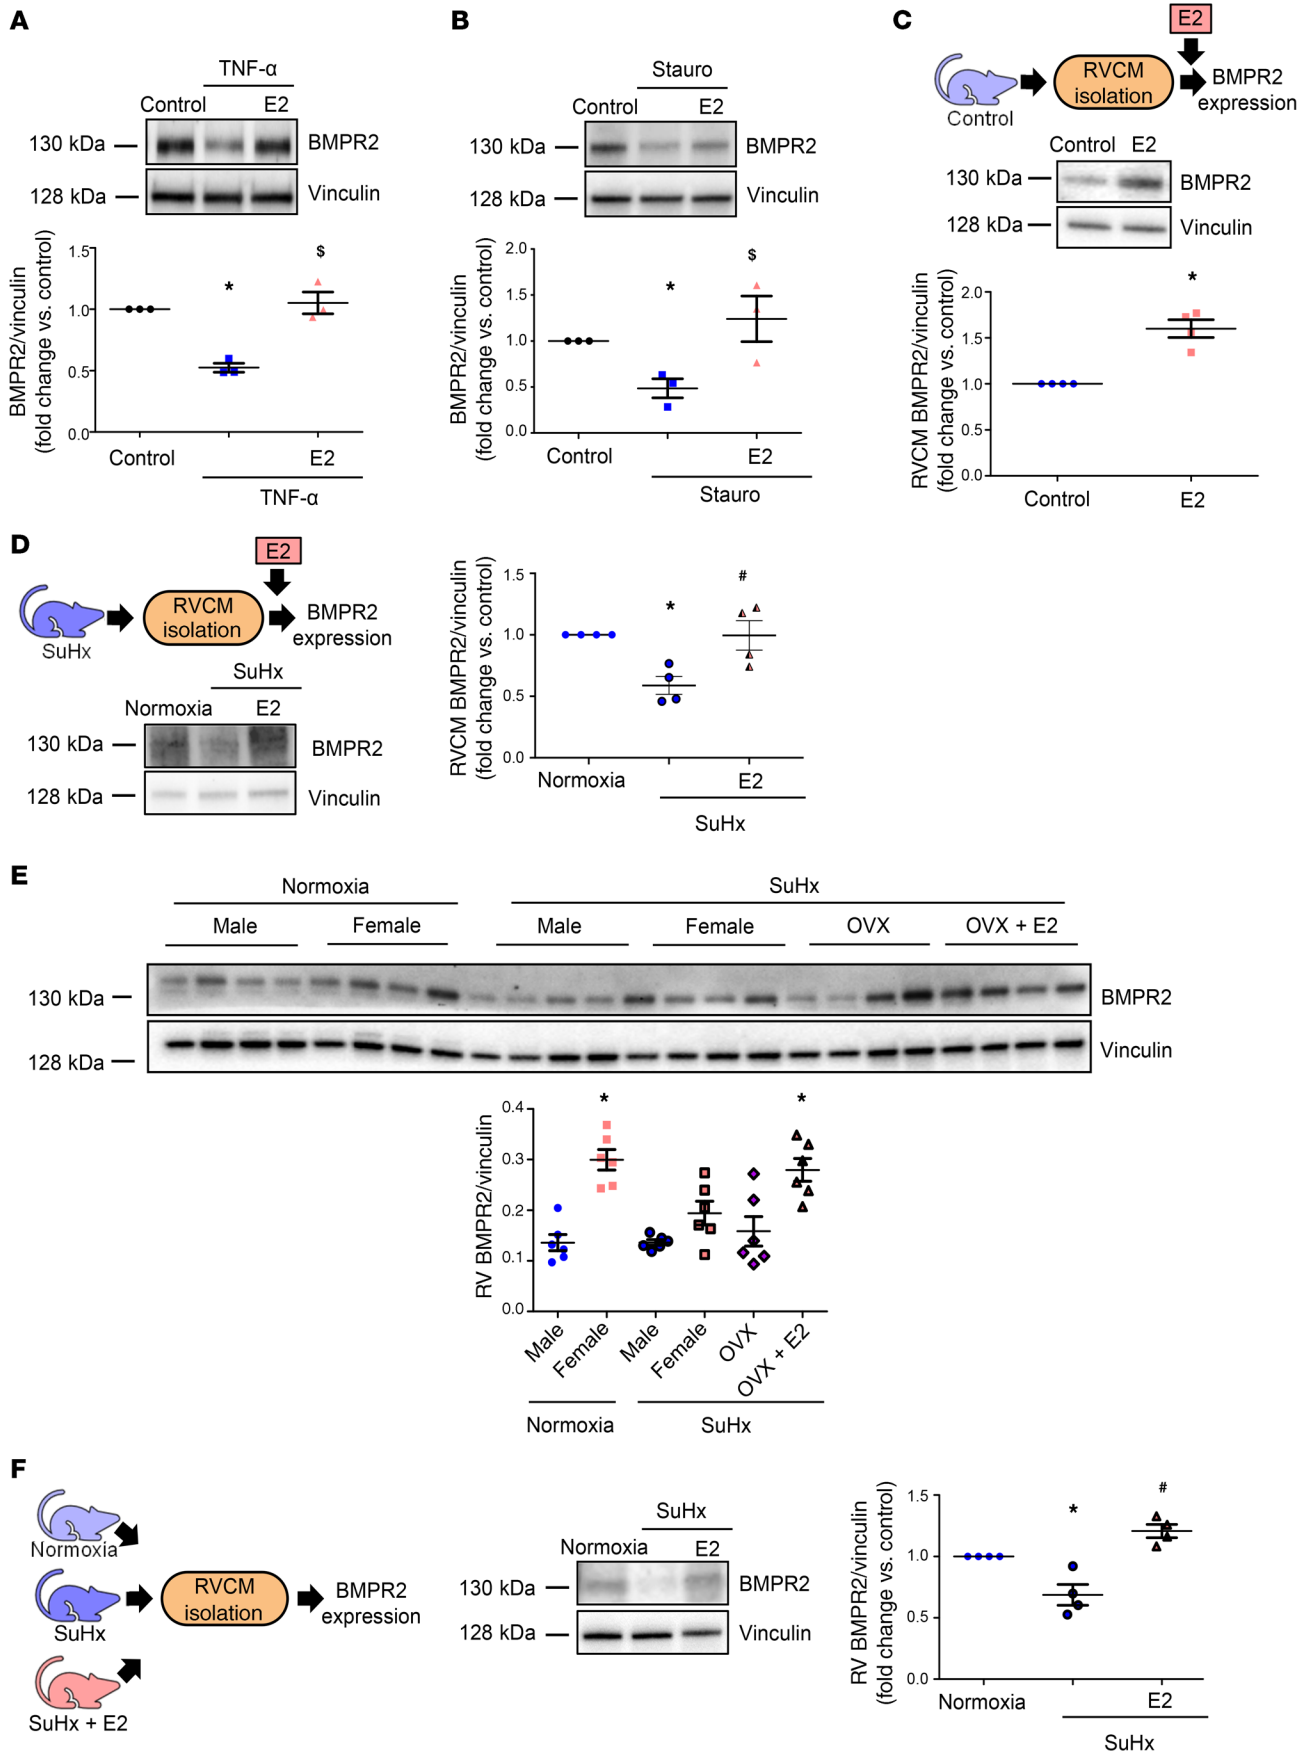 A
TNF-α
Control E2
130 kDa BMPR2
128 kDa Vinculin
BMPR2/vinculin
(fold change vs. control)
1.5
1.0
0.5
0.0
* $
Control E2
TNF-α
B
Stauro
Control E2
130 kDa BMPR2
128 kDa Vinculin
BMPR2/vinculin
(fold change vs. control)
2.0
1.5
1.0
0.5
0.0
* $
Control E2
Stauro
C
E2
RVCM
isolation
BMPR2
expression
Control
Control E2
130 kDa BMPR2
128 kDa Vinculin
RVCM BMPR2/vinculin
(fold change vs. control)
2.0
1.5
1.0
0.5
0.0
*
Control E2
D
E2
RVCM
isolation
BMPR2
expression
SuHx
SuHx
Normoxia E2
130 kDa BMPR2
128 kDa Vinculin
RVCM BMPR2/vinculin
(fold change vs. control)
1.5
1.0
0.5
0.0
* #
Normoxia E2
SuHx
E
Normoxia SuHx
Male Female Male Female OVX OVX + E2
130 kDa BMPR2
128 kDa Vinculin
RV BMPR2/vinculin
0.4
0.3
0.2
0.1
0.0
* *
Male Female Male Female OVX OVX + E2
Normoxia SuHx
F
Normoxia
SuHx
SuHx + E2
RVCM
isolation
BMPR2
expression
SuHx
Normoxia E2
130 kDa BMPR2
128 kDa Vinculin
RV BMPR2/vinculin
(fold change vs. control)
1.5
1.0
0.5
0.0
* #
Normoxia E2
SuHx